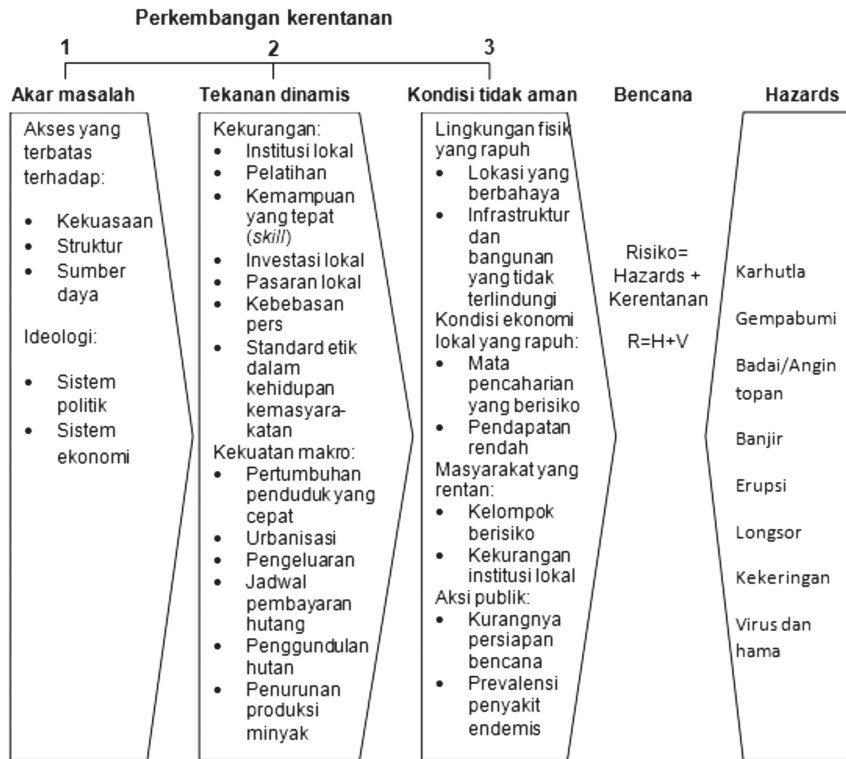 Perkembangan kerentanan
1
2
3
Akar masalah
Tekanan dinamis
Kondisi tidak aman
Bencana
Hazards
Akses yang
terbatas
terhadap:
• Kekuasaan
• Struktur
• Sumber
daya
Ideologi:
• Sistem
politik
• Sistem
ekonomi
Kekurangan:
• Institusi lokal
• Pelatihan
• Kemampuan
yang tepat
(skill)
• Investasi lokal
• Pasaran lokal
• Kebebasan
pers
• Standard etik
dalam
kehidupan
kemasyara-
katan
Kekuatan makro:
• Pertumbuhan
penduduk yang
cepat
• Urbanisasi
• Pengeluaran
• Jadwal
pembayaran
hutang
• Penggundulan
hutan
• Penurunan
produksi
minyak
Lingkungan fisik
yang rapuh
• Lokasi yang
berbahaya
• Infrastruktur
dan
bangunan
yang tidak
terlindungi
Kondisi ekonomi
lokal yang rapuh:
• Mata
pencaharian
yang berisiko
• Pendapatan
rendah
Masyarakat yang
rentan:
• Kelompok
berisiko
• Kekurangan
institusi lokal
Aksi publik:
• Kurangnya
persiapan
bencana
• Prevalensi
penyakit
endemis
Risiko=
Hazards +
Kerentanan
R=H+V
Karhutla
Gempabumi
Badai/Angin
topan
Banjir
Erupsi
Longsor
Kekeringan
Virus dan
hama